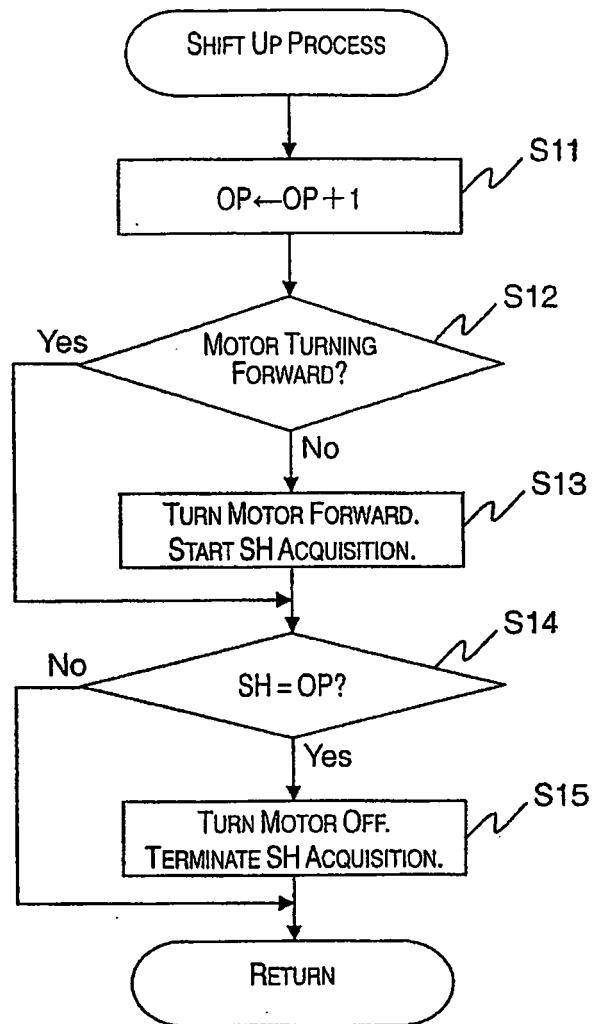 SHIFT UP PROCESS
S11
OP←OP+1
S12
Yes
MOTOR TURNING
FORWARD?
No
S13
TURN MOTOR FORWARD.
START SH ACQUISITION.
S14
No
SH=OP?
Yes
S15
TURN MOTOR OFF.
TERMINATE SH ACQUISITION.
RETURN